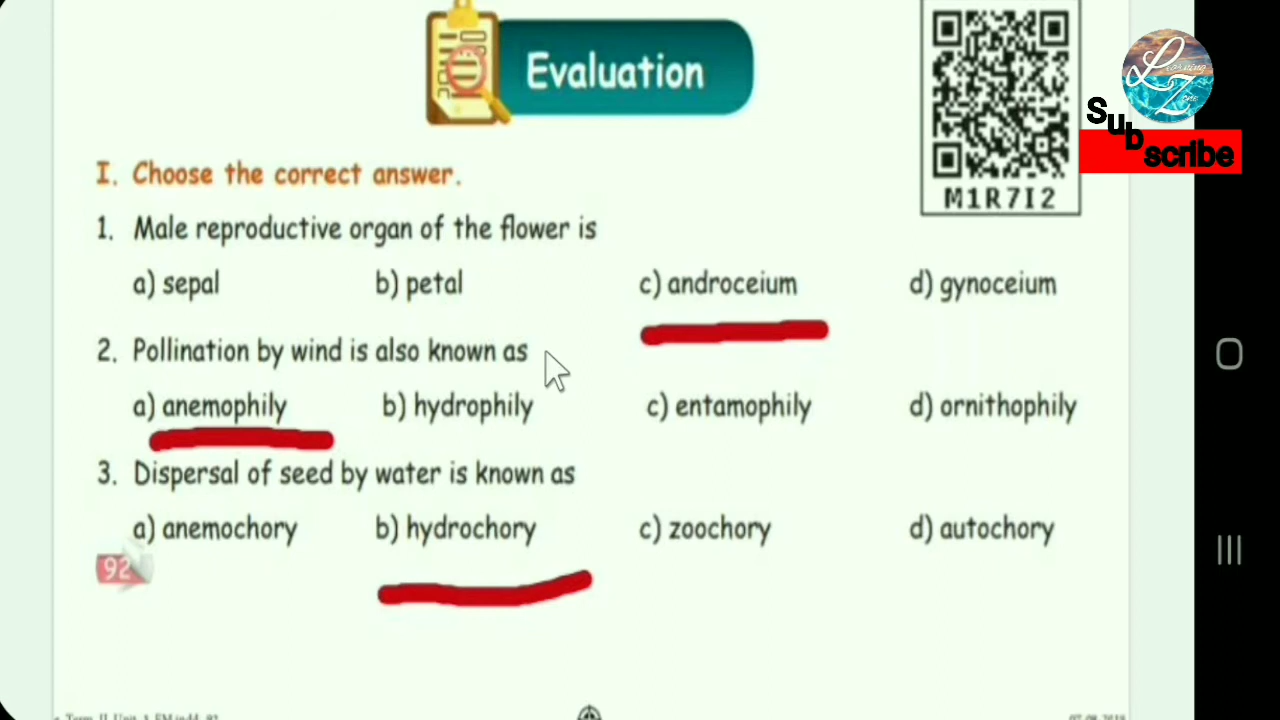 Evaluation
Learning
Zone
Subscribe
M1R7I2
I. Choose the correct answer.
1. Male reproductive organ of the flower is
a) sepal b) petal c) androceium d) gynoceium
2. Pollination by wind is also known as
a) anemophily b) hydrophily c) entamophily d) ornithophily
3. Dispersal of seed by water is known as
a) anemochory b) hydrochory c) zoochory d) autochory
92